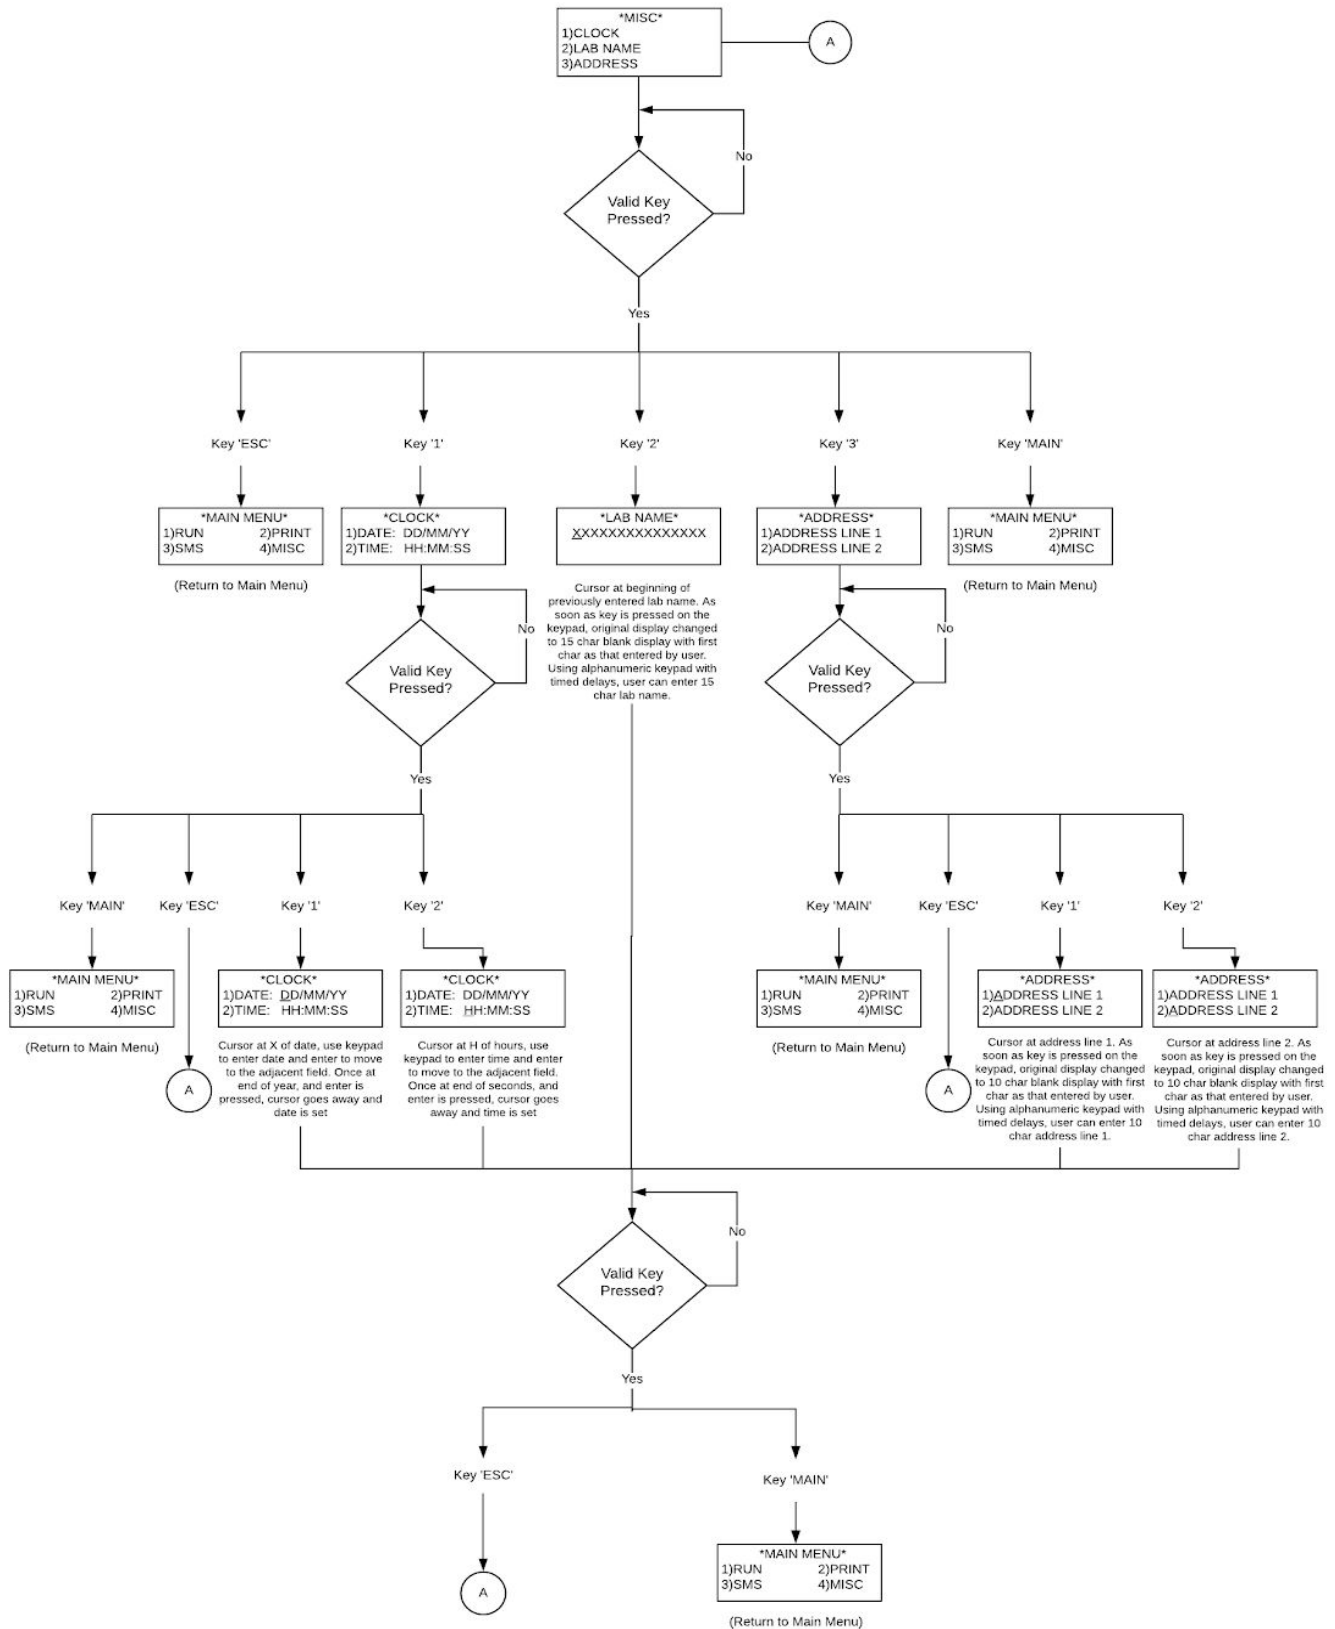 *MISC*
1)CLOCK
2)LAB NAME
3)ADDRESS
A
No
Valid Key
Pressed?
Yes
Key 'ESC'
Key '1'
Key '2'
Key '3'
Key 'MAIN'
*MAIN MENU*
1)RUN 2)PRINT
3)SMS 4)MISC
(Return to Main Menu)
*CLOCK*
1)DATE: DD/MM/YY
2)TIME: HH:MM:SS
*LAB NAME*
XXXXXXXXXXXXXXX
Cursor at beginning of
previously entered lab name. As
soon as key is pressed on the
keypad, original display changed
to 15 char blank display with first
char as that entered by user.
Using alphanumeric keypad with
timed delays, user can enter 15
char lab name.
*ADDRESS*
1)ADDRESS LINE 1
2)ADDRESS LINE 2
*MAIN MENU*
1)RUN 2)PRINT
3)SMS 4)MISC
(Return to Main Menu)
No
Valid Key
Pressed?
Yes
No
Valid Key
Pressed?
Yes
Key 'MAIN'
Key 'ESC'
Key '1'
Key '2'
Key 'MAIN'
Key 'ESC'
Key '1'
Key '2'
*MAIN MENU*
1)RUN 2)PRINT
3)SMS 4)MISC
(Return to Main Menu)
A
*CLOCK*
1)DATE: DD/MM/YY
2)TIME: HH:MM:SS
Cursor at X of date, use keypad
to enter date and enter to move
to the adjacent field. Once at
end of year, and enter is
pressed, cursor goes away and
date is set
*CLOCK*
1)DATE: DD/MM/YY
2)TIME: HH:MM:SS
Cursor at H of hours, use
keypad to enter time and enter
to move to the adjacent field.
Once at end of seconds, and
enter is pressed, cursor goes
away and time is set
*MAIN MENU*
1)RUN 2)PRINT
3)SMS 4)MISC
(Return to Main Menu)
A
*ADDRESS*
1)ADDRESS LINE 1
2)ADDRESS LINE 2
Cursor at address line 1. As
soon as key is pressed on the
keypad, original display changed
to 10 char blank display with first
char as that entered by user.
Using alphanumeric keypad with
timed delays, user can enter 10
char address line 1.
*ADDRESS*
1)ADDRESS LINE 1
2)ADDRESS LINE 2
Cursor at address line 2. As
soon as key is pressed on the
keypad, original display changed
to 10 char blank display with first
char as that entered by user.
Using alphanumeric keypad with
timed delays, user can enter 10
char address line 2.
No
Valid Key
Pressed?
Yes
Key 'ESC'
Key 'MAIN'
A
*MAIN MENU*
1)RUN 2)PRINT
3)SMS 4)MISC
(Return to Main Menu)